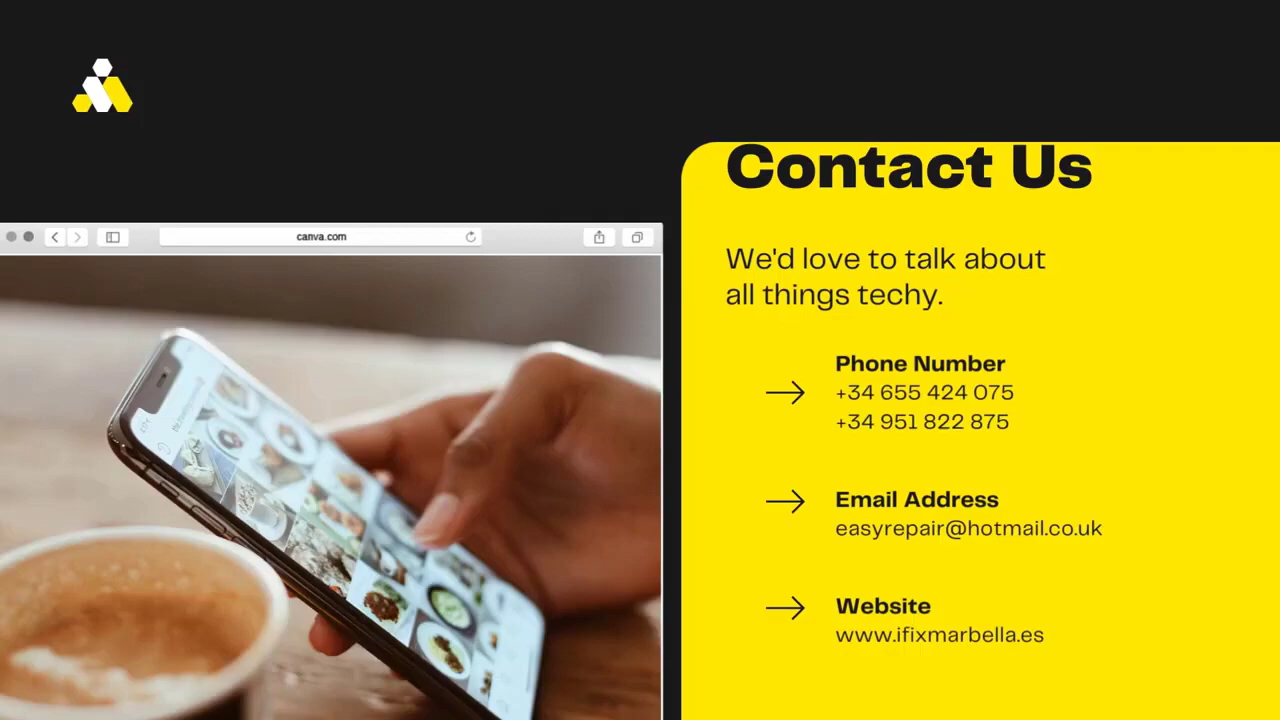 Contact Us
canva.com
We'd love to talk about
all things techy.
Phone Number
+34 655 424 075
+34 951 822 875
Email Address
easyrepair@hotmail.co.uk
Website
www.ifixmarbella.es